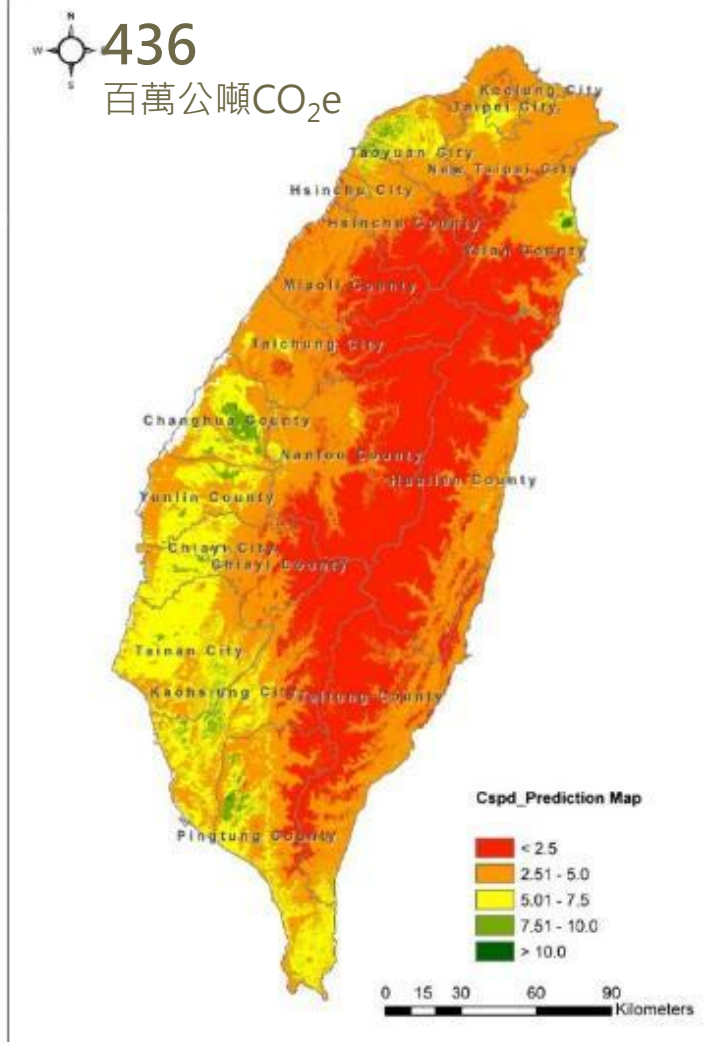 N
W
S
436
百萬公噸CO₂e
Keelung City
Taipei City
Taoyuan City
New Taipei City
Hsinchu City
Hsinchu County
Yilan County
Miaoli County
Taichung City
Changhua County
Nantou County
Hualien County
Yunlin County
Chiayi City
Chiayi County
Tainan City
Kaohsiung City
Taitung County
Pingtung County
Cspd_Prediction Map
< 2.5
2.51 - 5.0
5.01 - 7.5
7.51 - 10.0
> 10.0
0 15 30 60 90
Kilometers